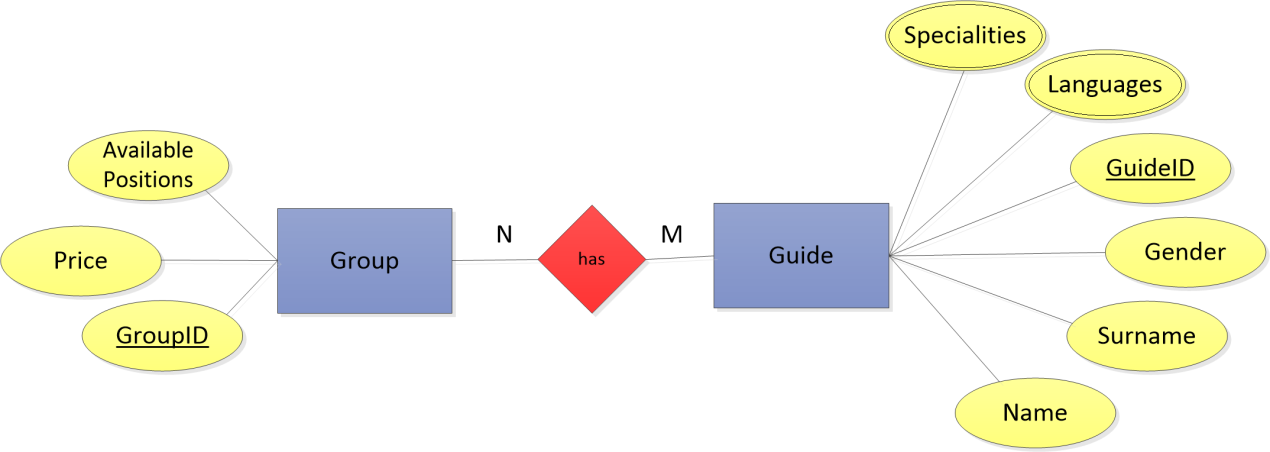 Specialities
Languages
Available
Positions
GuideID
N
M
Gender
Price
Group
has
Guide
GroupID
Surname
Name